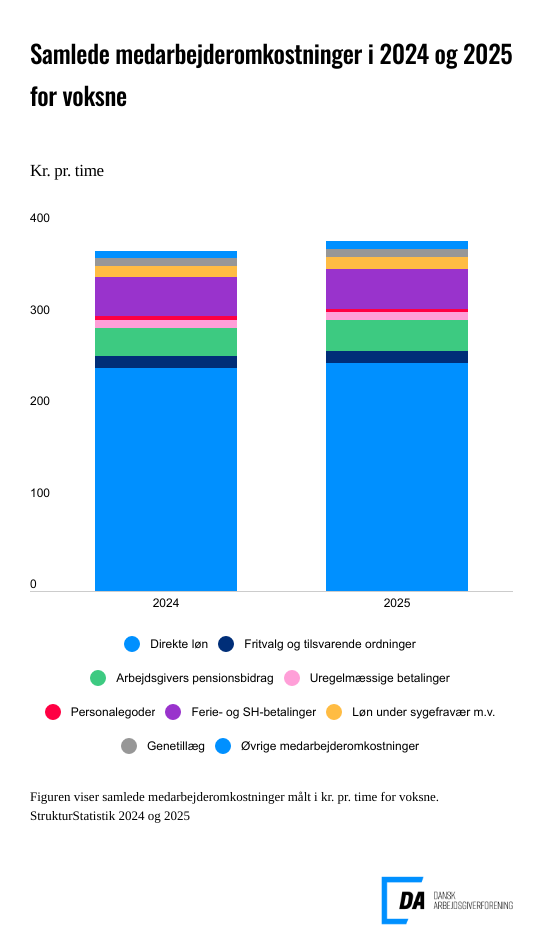 Samlede medarbejderomkostninger i 2024 og 2025
for voksne
Kr. pr. time
400
300
200
100
0
2024 2025
Direkte løn Fritvalg og tilsvarende ordninger
Arbejdsgivers pensionsbidrag Uregelmæssige betalinger
Personalegoder Ferie- og SH-betalinger Løn under sygefravær m.v.
Genetillæg Øvrige medarbejderomkostninger
Figuren viser samlede medarbejderomkostninger målt i kr. pr. time for voksne.
StrukturStatistik 2024 og 2025
DA DANSK
ARBEJDSGIVERFORENING